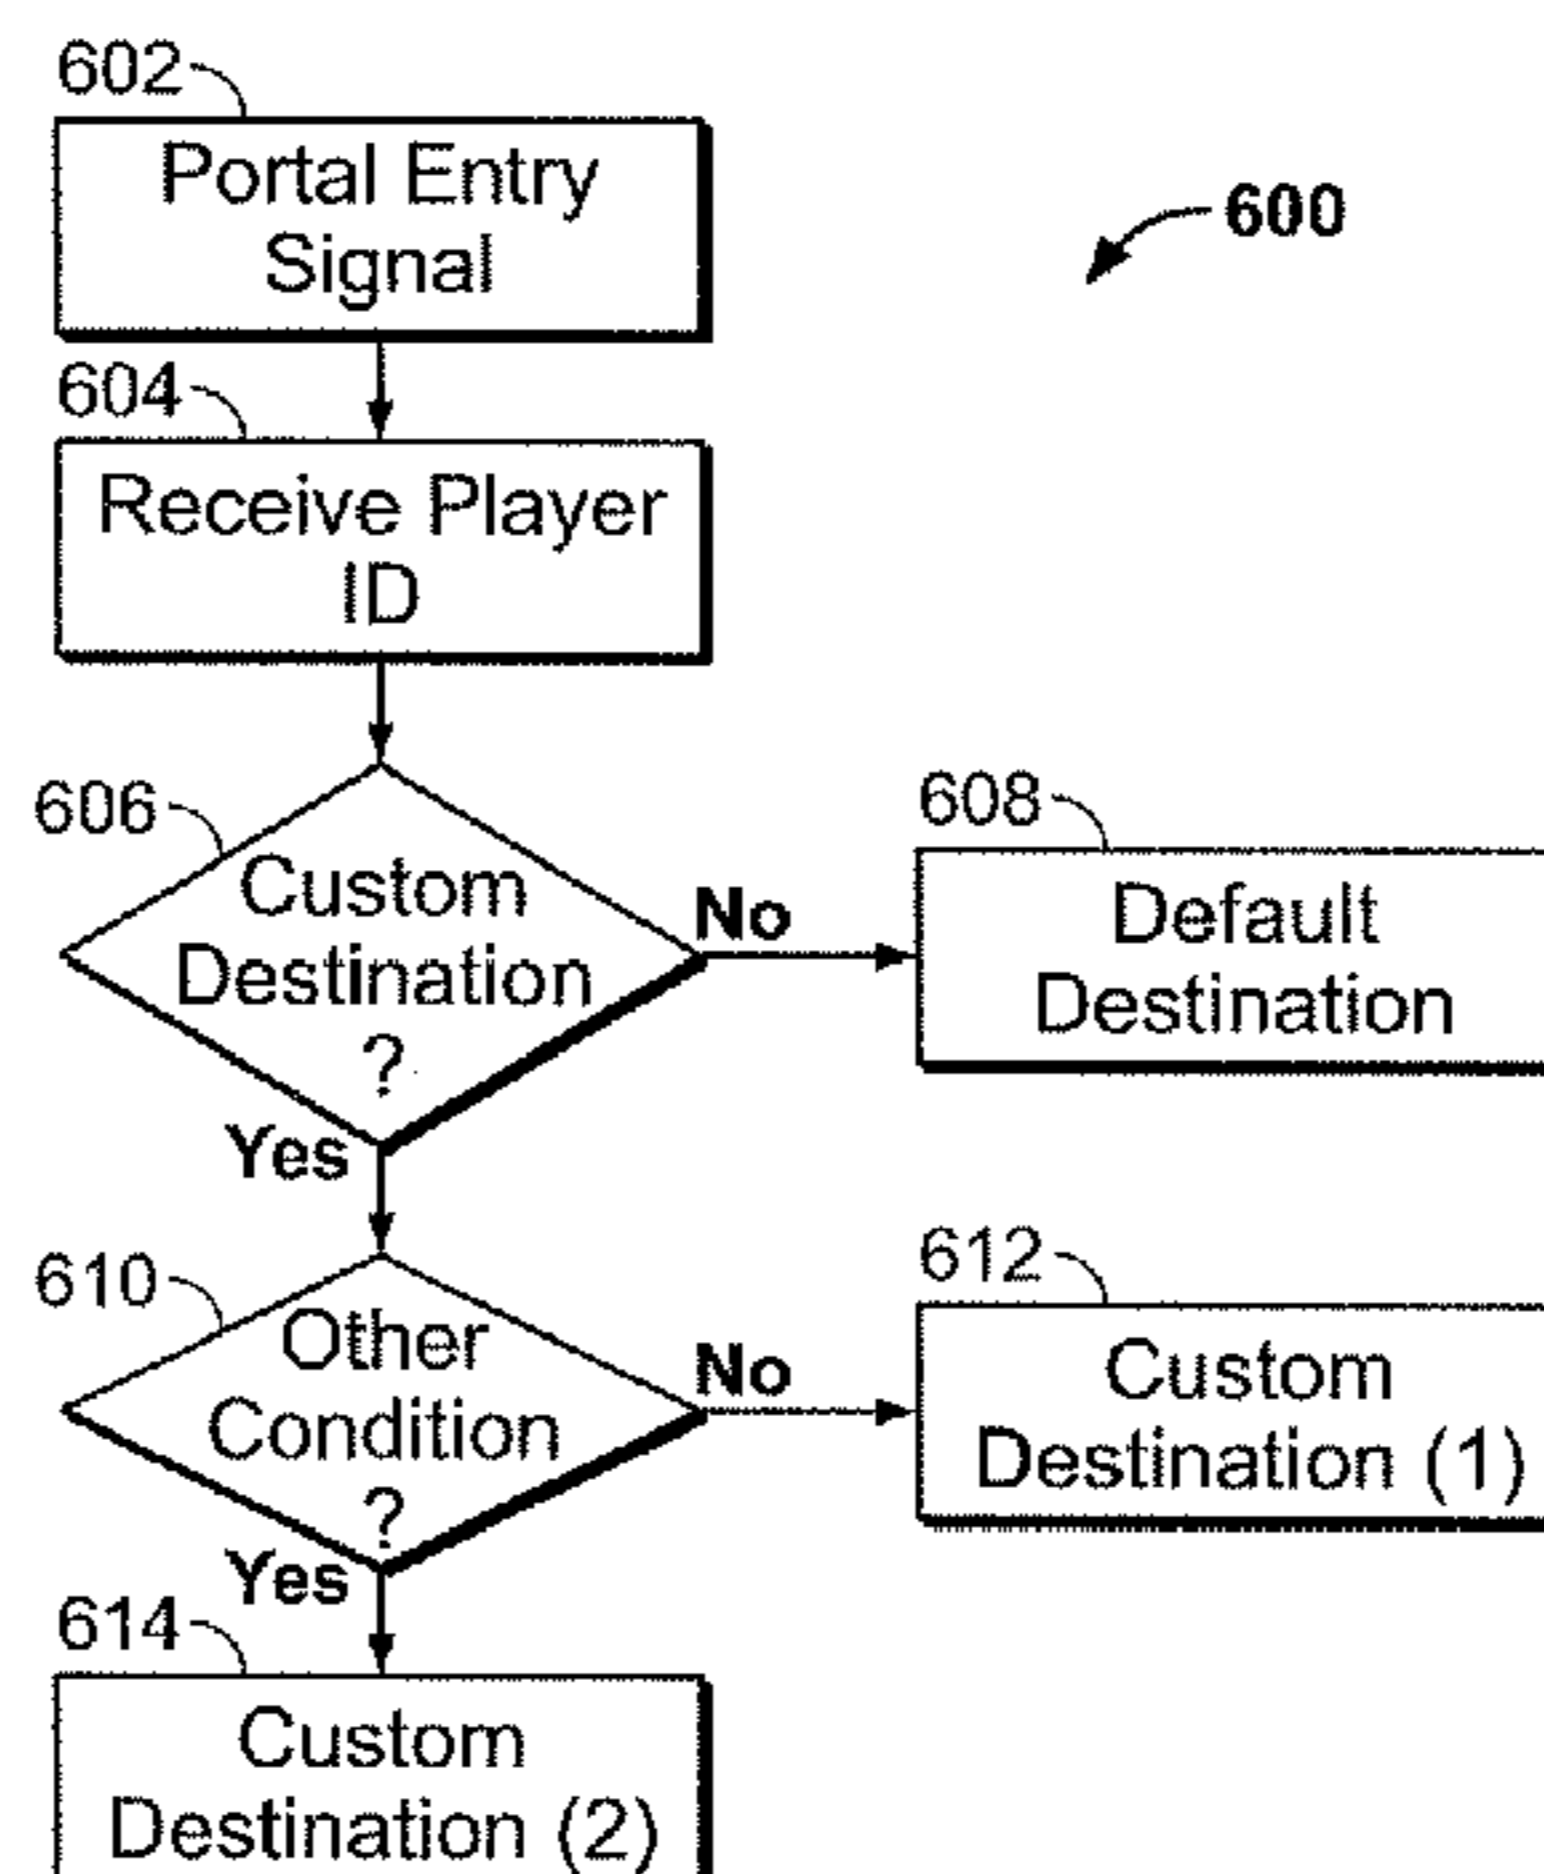 602
Portal Entry
Signal
600
604
Receive Player
ID
606
Custom
Destination
?
No
608
Default
Destination
Yes
610
Other
Condition
?
No
612
Custom
Destination (1)
Yes
614
Custom
Destination (2)